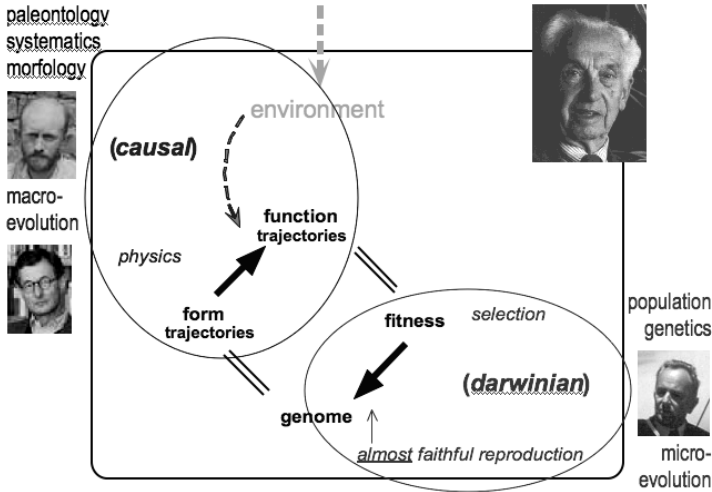 paleontology
systematics
morfology
environment
(causal)
macro-
evolution
function
trajectories
physics
form
trajectories
fitness
selection
population
genetics
(darwinian)
genome
almost faithful reproduction
micro-
evolution